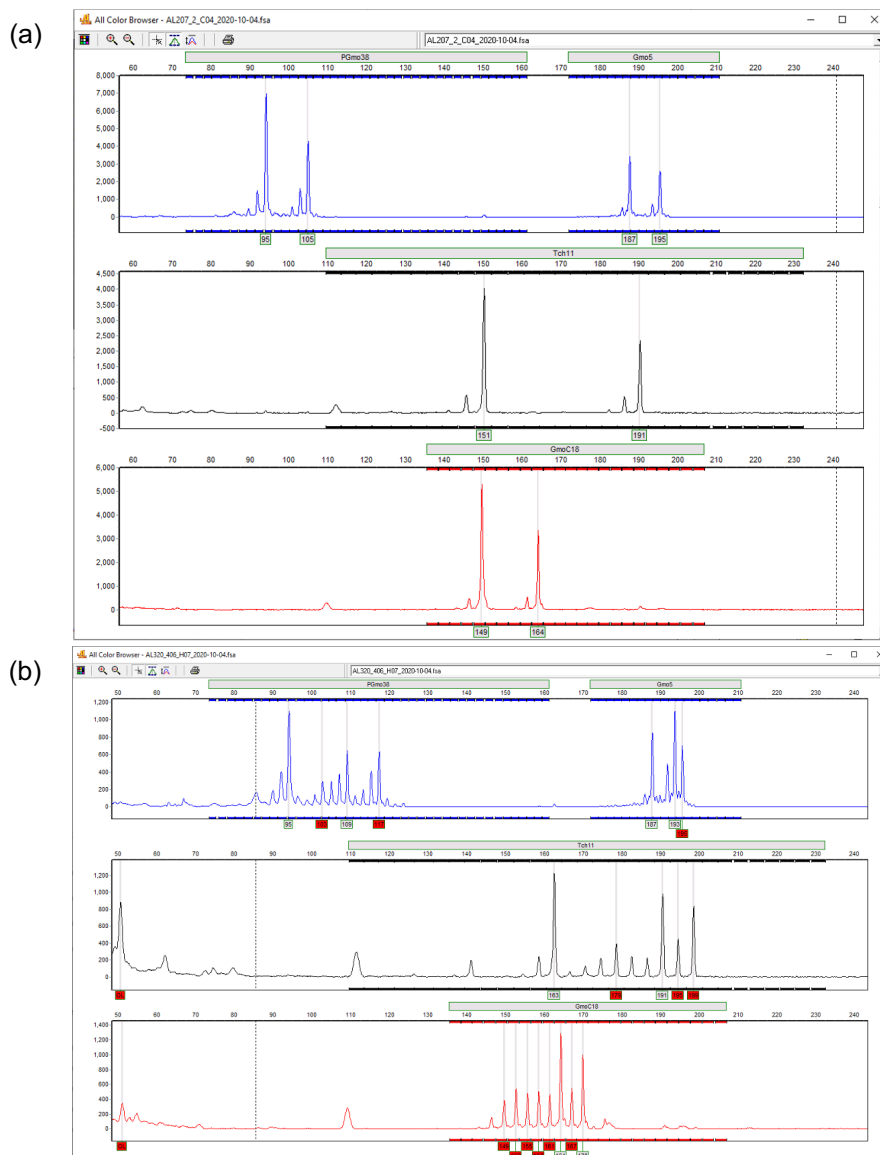 (a)
All Color Browser - AL207_2_C04_2020-10-04.fsa
AL207_2_C04_2020-10-04.fsa
PGmo38 Gmo5
60 70 80 90 100 110 120 130 140 150 160 170 180 190 200 210 220 230 240
8,000
7,000
6,000
5,000
4,000
3,000
2,000
1,000
0
95 105 187 195
Tch11
60 70 80 90 100 110 120 130 140 150 160 170 180 190 200 210 220 230 240
4,500
4,000
3,500
3,000
2,500
2,000
1,500
1,000
500
0
-500
151 191
GmoC18
60 70 80 90 100 110 120 130 140 150 160 170 180 190 200 210 220 230 240
6,000
5,000
4,000
3,000
2,000
1,000
0
149 164
(b)
All Color Browser - AL320_406_H07_2020-10-04.fsa
AL320_406_H07_2020-10-04.fsa
PGmo38 Gmo5
50 60 70 80 90 100 110 120 130 140 150 160 170 180 190 200 210 220 230 240
1,200
1,000
800
600
400
200
0
95 109 187 193
Tch11
50 60 70 80 90 100 110 120 130 140 150 160 170 180 190 200 210 220 230 240
1,200
1,000
800
600
400
200
0
163 191
GmoC18
50 60 70 80 90 100 110 120 130 140 150 160 170 180 190 200 210 220 230 240
1,400
1,200
1,000
800
600
400
200
0